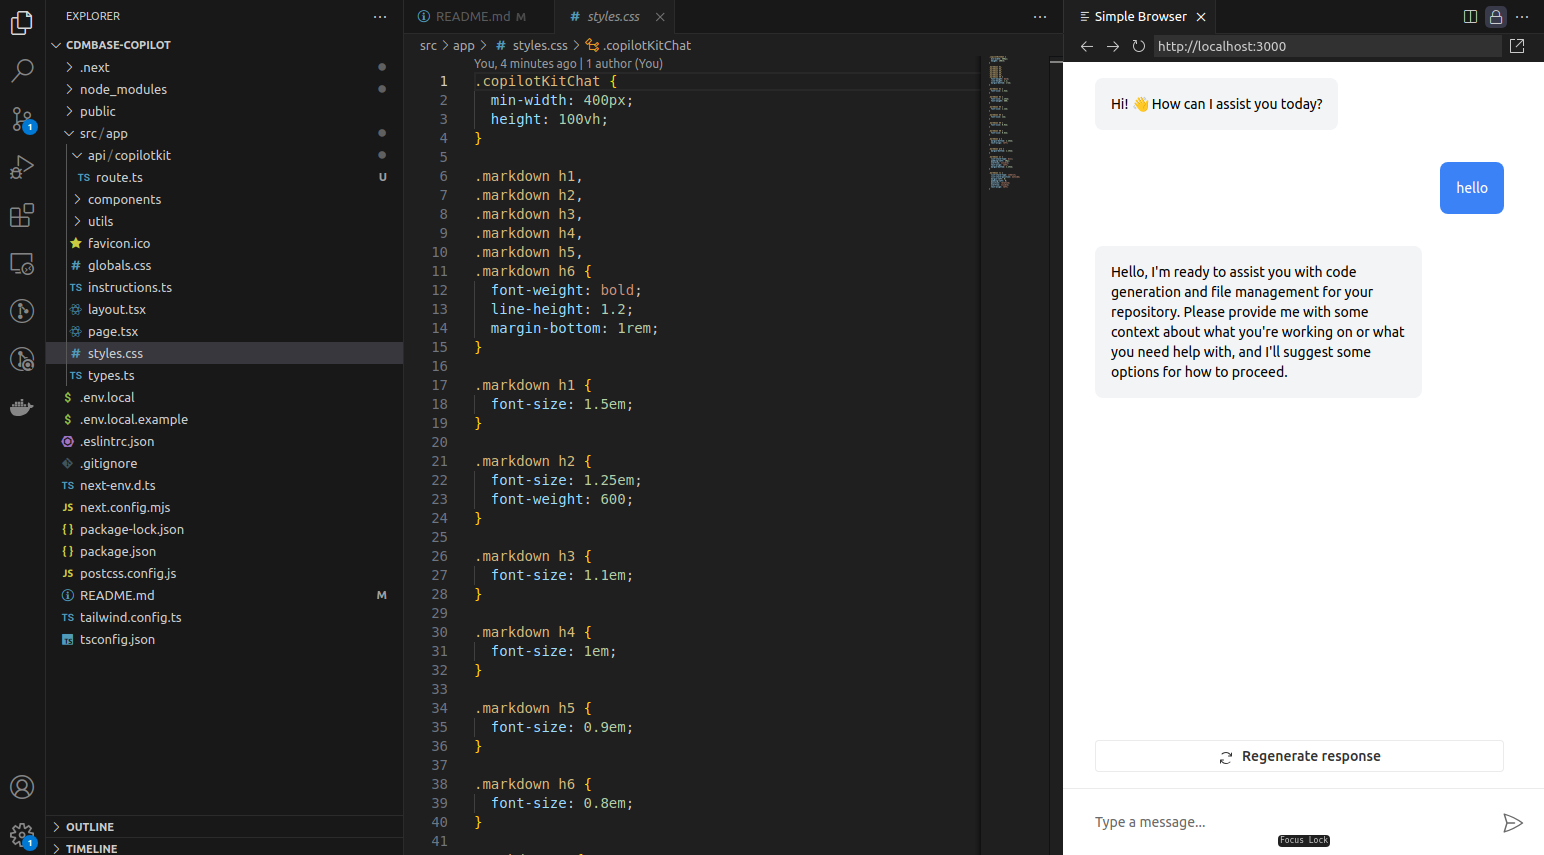 EXPLORER
CDMBASE-COPILOT
.next
node_modules
public
src / app
api / copilotkit
TS route.ts U
components
utils
favicon.ico
# globals.css
TS instructions.ts
layout.tsx
page.tsx
# styles.css
TS types.ts
$ .env.local
$ .env.local.example
.eslintrc.json
.gitignore
TS next-env.d.ts
JS next.config.mjs
{ } package-lock.json
{ } package.json
JS postcss.config.js
README.md M
TS tailwind.config.ts
TS tsconfig.json
OUTLINE
TIMELINE
1
1
README.md M
# styles.css
src > app > # styles.css > .copilotKitChat
You, 4 minutes ago | 1 author (You)
1 .copilotKitChat {
2 min-width: 400px;
3 height: 100vh;
4 }
5
6 .markdown h1,
7 .markdown h2,
8 .markdown h3,
9 .markdown h4,
10 .markdown h5,
11 .markdown h6 {
12 font-weight: bold;
13 line-height: 1.2;
14 margin-bottom: 1rem;
15 }
16
17 .markdown h1 {
18 font-size: 1.5em;
19 }
20
21 .markdown h2 {
22 font-size: 1.25em;
23 font-weight: 600;
24 }
25
26 .markdown h3 {
27 font-size: 1.1em;
28 }
29
30 .markdown h4 {
31 font-size: 1em;
32 }
33
34 .markdown h5 {
35 font-size: 0.9em;
36 }
37
38 .markdown h6 {
39 font-size: 0.8em;
40 }
41
Simple Browser
http://localhost:3000
Hi! 👋 How can I assist you today?
hello
Hello, I'm ready to assist you with code
generation and file management for your
repository. Please provide me with some
context about what you're working on or what
you need help with, and I'll suggest some
options for how to proceed.
Regenerate response
Type a message...
Focus Lock